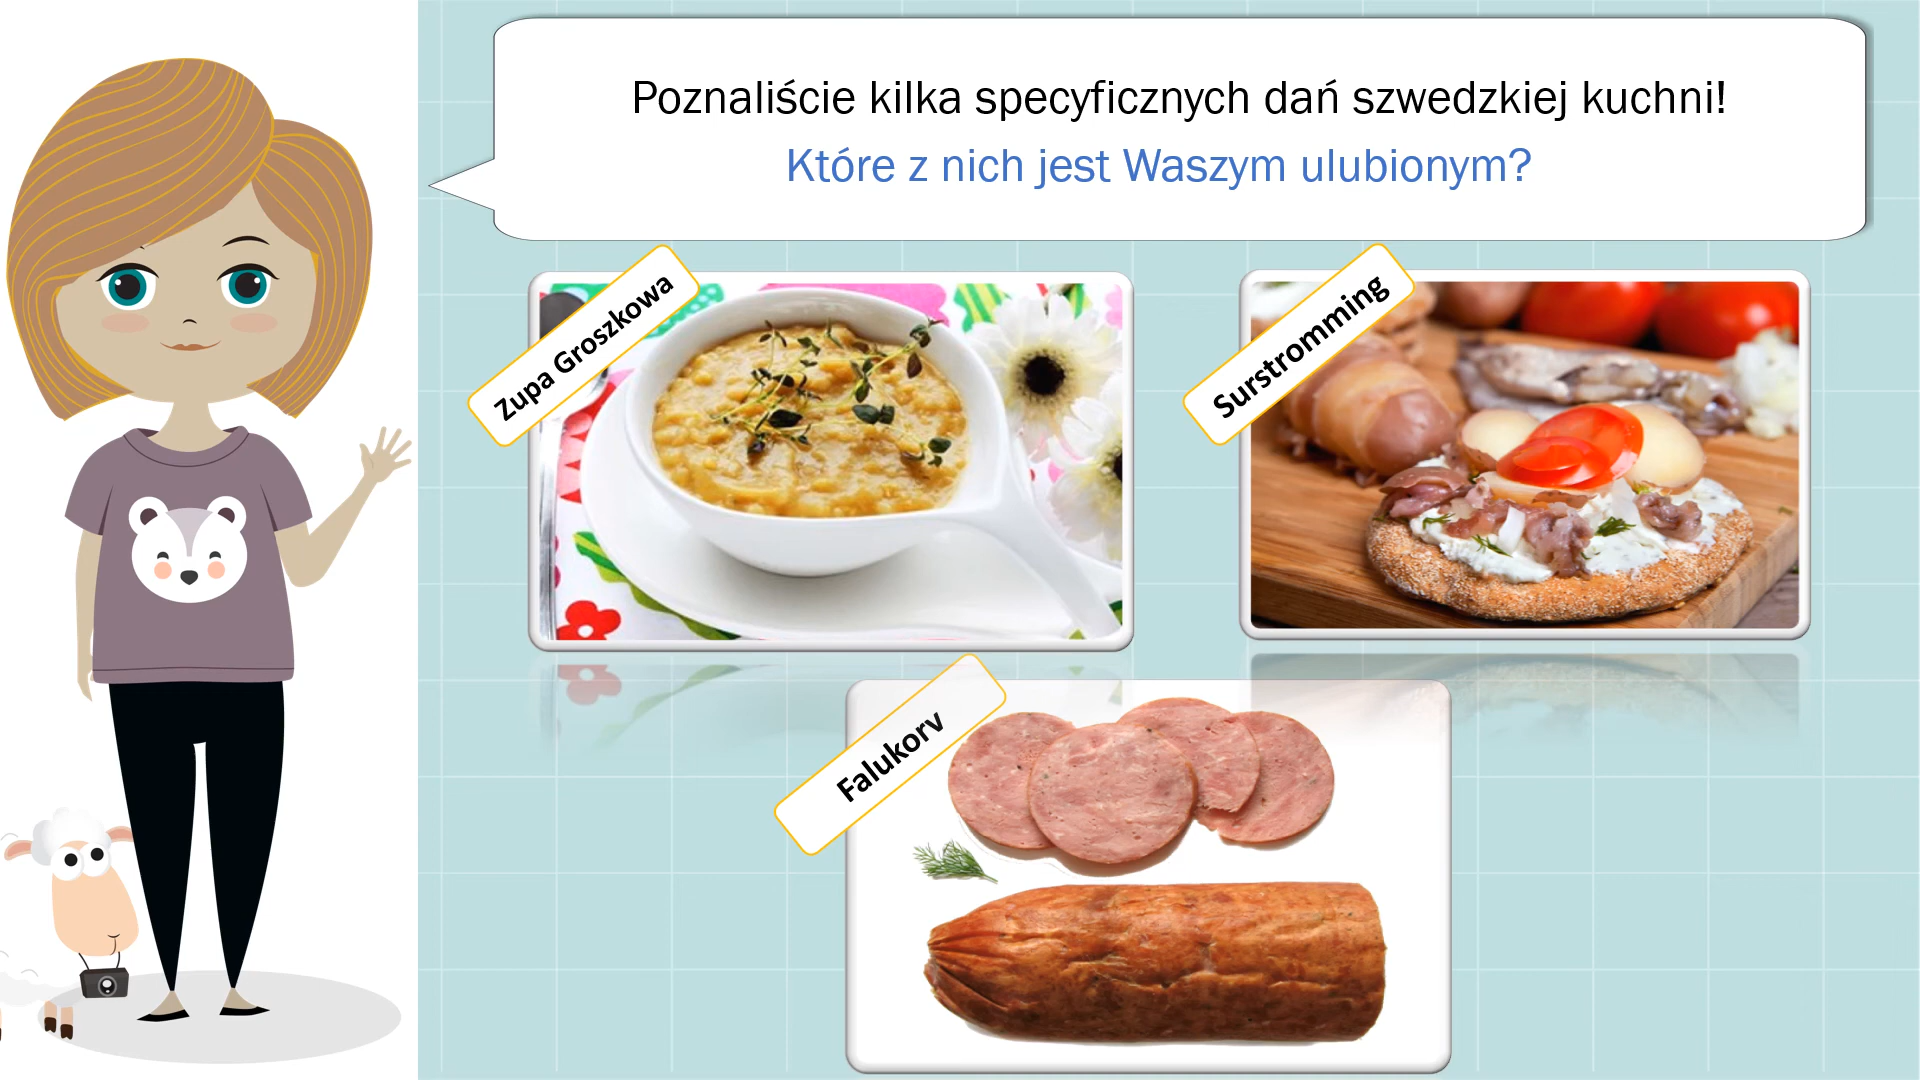 Poznaliście kilka specyficznych dań szwedzkiej kuchni!
Które z nich jest Waszym ulubionym?
Zupa Groszkowa
Surstromming
Falukorv